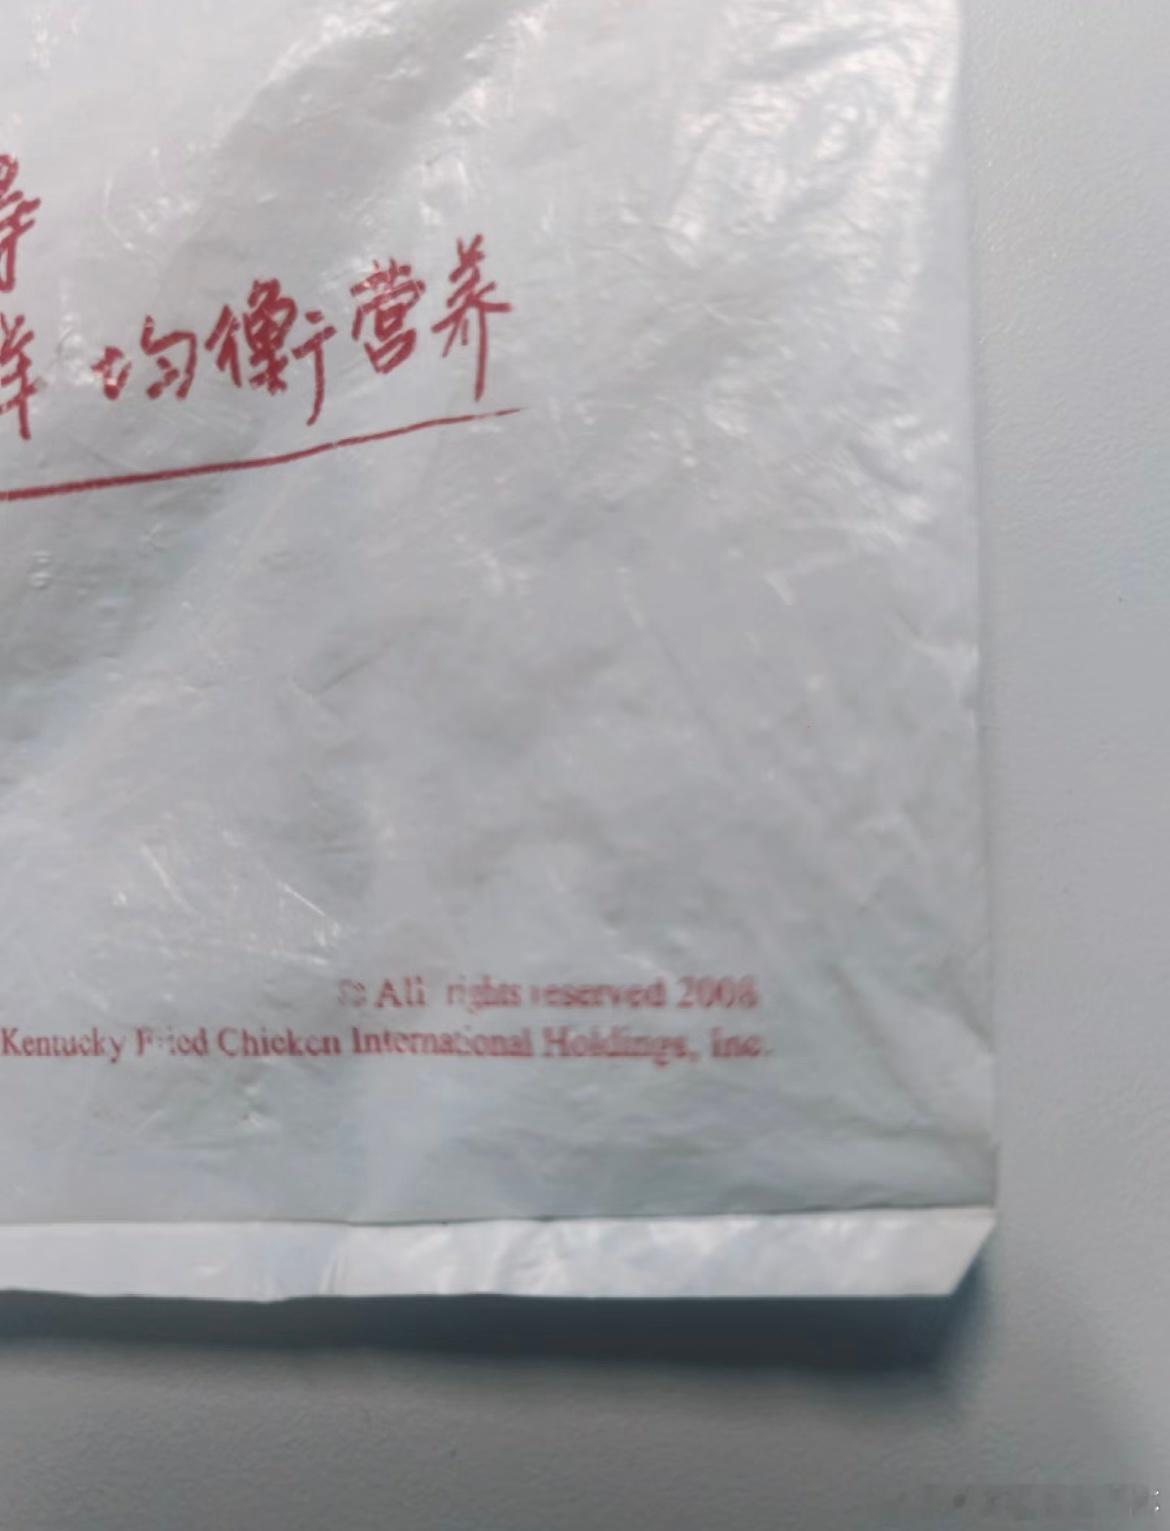 均衡营养
© All rights reserved 2008
Kentucky Fried Chicken International Holdings, Inc.